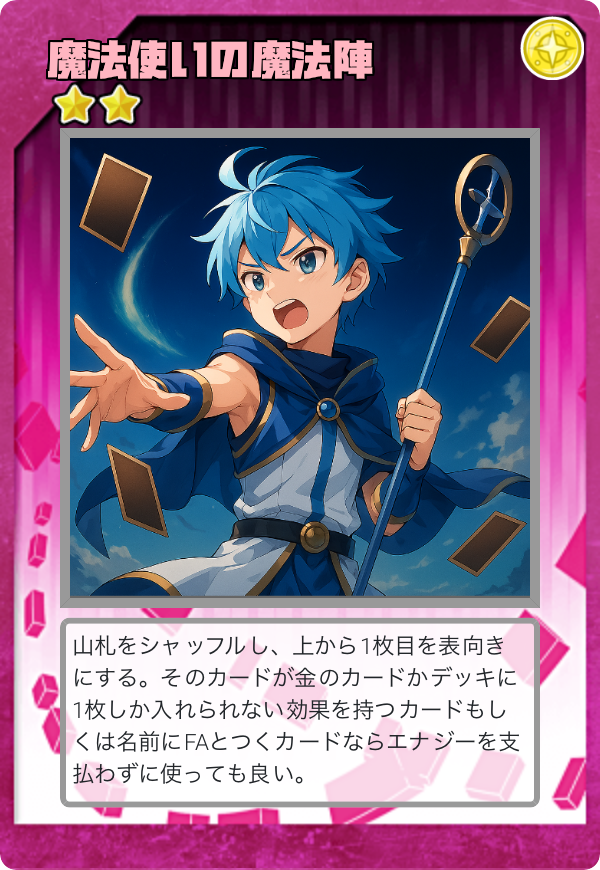 魔法使いの魔法陣
山札をシャッフルし、上から1枚目を表向き
にする。そのカードが金のカードかデッキに
1枚しか入れられない効果を持つカードもし
くは名前にFAとつくカードならエナジーを支
払わずに使っても良い。